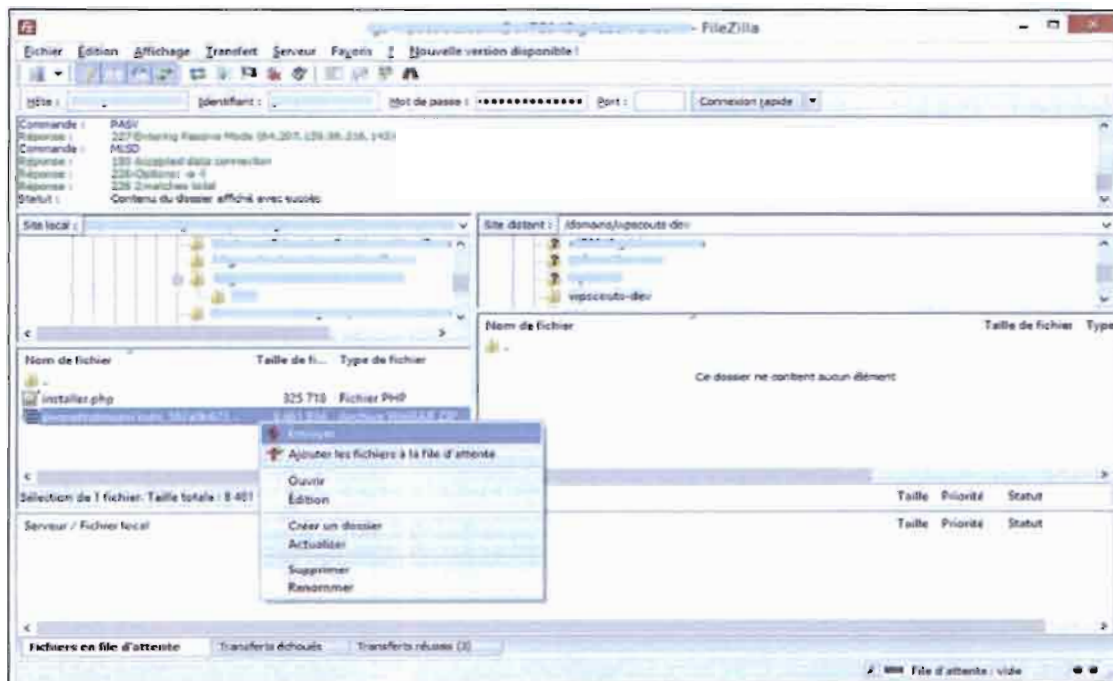 - FileZilla
Fichier Édition Affichage Transfert Serveur Favoris ? Nouvelle version disponible !
Hôte : Identifiant : Mot de passe : •••••••••••••• Port : Connexion rapide
Commande : PASV
Réponse : 227 Entering Passive Mode
Commande : MLSD
Réponse : 150 Accepted data connection
Réponse : 226-Options: -a -l
Réponse : 226 2 matches total
Statut : Contenu du dossier affiché avec succès
Site local : Site distant : /domains/wpscouts-dev
wpscouts-dev
Nom de fichier Taille de fichier Type
Nom de fichier Taille de fi... Type de fichier
..
..
Ce dossier ne contient aucun élément
installer.php 325 718 Fichier PHP
Archive WinRAR ZIP
Envoyer
Ajouter les fichiers à la file d'attente
Ouvrir
Édition
Créer un dossier
Actualiser
Supprimer
Renommer
Sélection de 1 fichier. Taille totale : 8 401
Taille Priorité Statut
Serveur / Fichier local Taille Priorité Statut
Fichiers en file d'attente Transferts échoués Transferts réussis (3)
File d'attente : vide